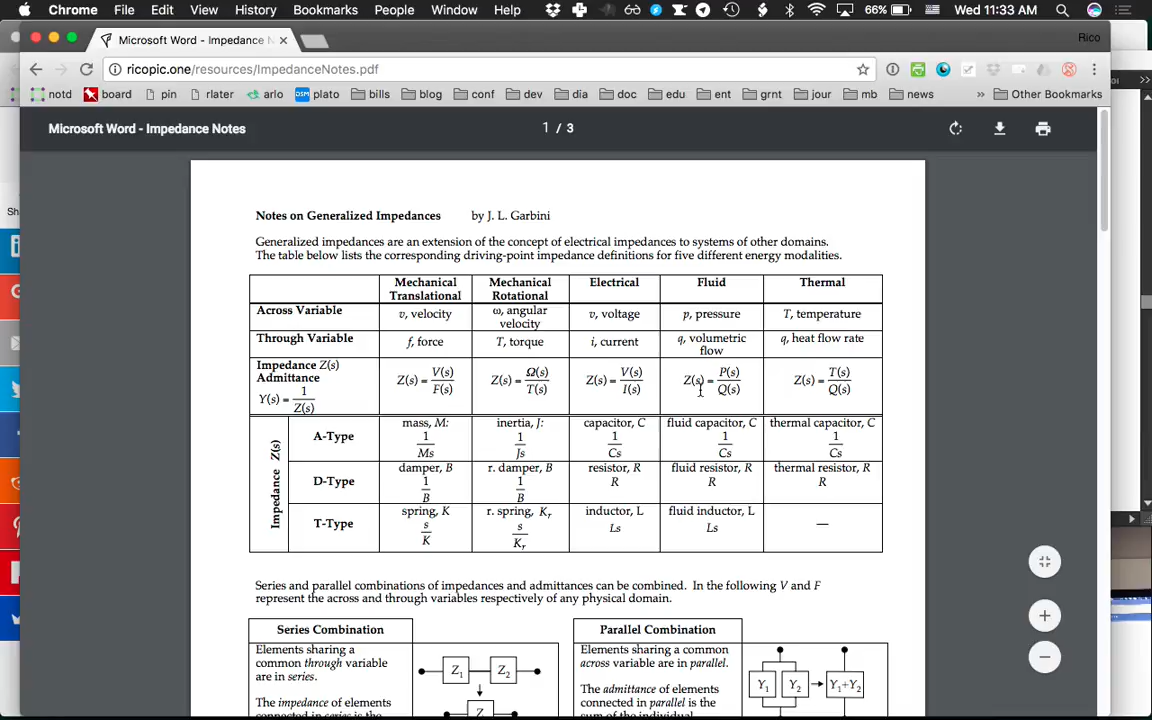 Chrome File Edit View History Bookmarks People Window Help 66% Wed 11:33 AM
Microsoft Word - Impedance N Rico
ricopic.one/resources/ImpedanceNotes.pdf
notd board pin rlater arlo plato bills blog conf dev dia doc edu ent grnt jour mb news » Other Bookmarks
Microsoft Word - Impedance Notes 1 / 3
Sh
Notes on Generalized Impedances by J. L. Garbini
Generalized impedances are an extension of the concept of electrical impedances to systems of other domains.
The table below lists the corresponding driving-point impedance definitions for five different energy modalities.
Mechanical Translational Mechanical Rotational Electrical Fluid Thermal
Across Variable v, velocity ω, angular velocity v, voltage p, pressure T, temperature
Through Variable f, force T, torque i, current q, volumetric flow q, heat flow rate
Impedance Z(s) Admittance Y(s) = 1/Z(s) Z(s) = V(s)/F(s) Z(s) = Ω(s)/T(s) Z(s) = V(s)/I(s) Z(s) = P(s)/Q(s) Z(s) = T(s)/Q(s)
Impedance Z(s)
A-Type mass, M: 1/Ms inertia, J: 1/Js capacitor, C 1/Cs fluid capacitor, C 1/Cs thermal capacitor, C 1/Cs
D-Type damper, B 1/B r. damper, B 1/B resistor, R R fluid resistor, R R thermal resistor, R R
T-Type spring, K s/K r. spring, Kr s/Kr inductor, L Ls fluid inductor, L Ls —
Series and parallel combinations of impedances and admittances can be combined. In the following V and F
represent the across and through variables respectively of any physical domain.
Series Combination Parallel Combination
Elements sharing a
common through variable
are in series.
The impedance of elements
connected in series is the
Z1 Z2
Z
Elements sharing a common
across variable are in parallel.
The admittance of elements
connected in parallel is the
sum of the individual
Y1 Y2 Y1+Y2